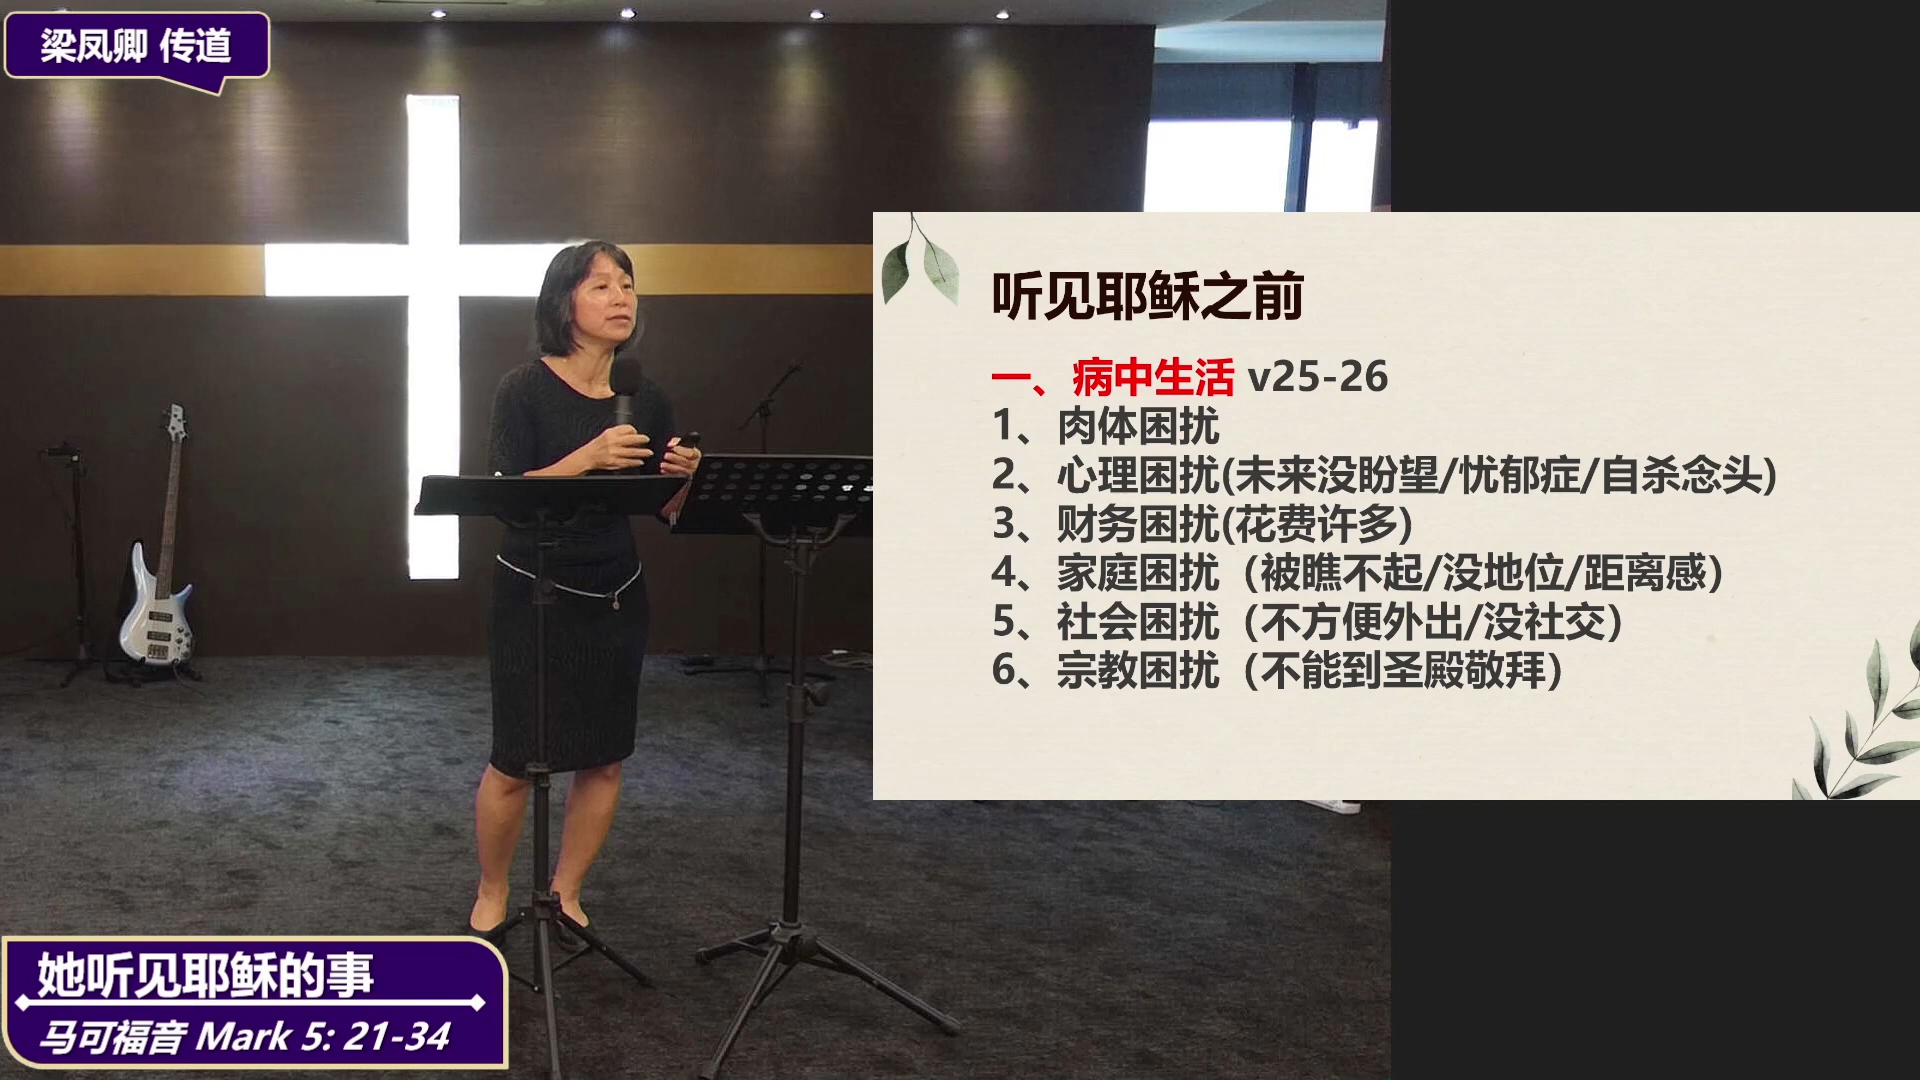 梁凤卿 传道
听见耶稣之前
一、病中生活 v25-26
1、肉体困扰
2、心理困扰(未来没盼望/忧郁症/自杀念头)
3、财务困扰(花费许多)
4、家庭困扰（被瞧不起/没地位/距离感）
5、社会困扰（不方便外出/没社交）
6、宗教困扰（不能到圣殿敬拜）
她听见耶稣的事
马可福音 Mark 5: 21-34